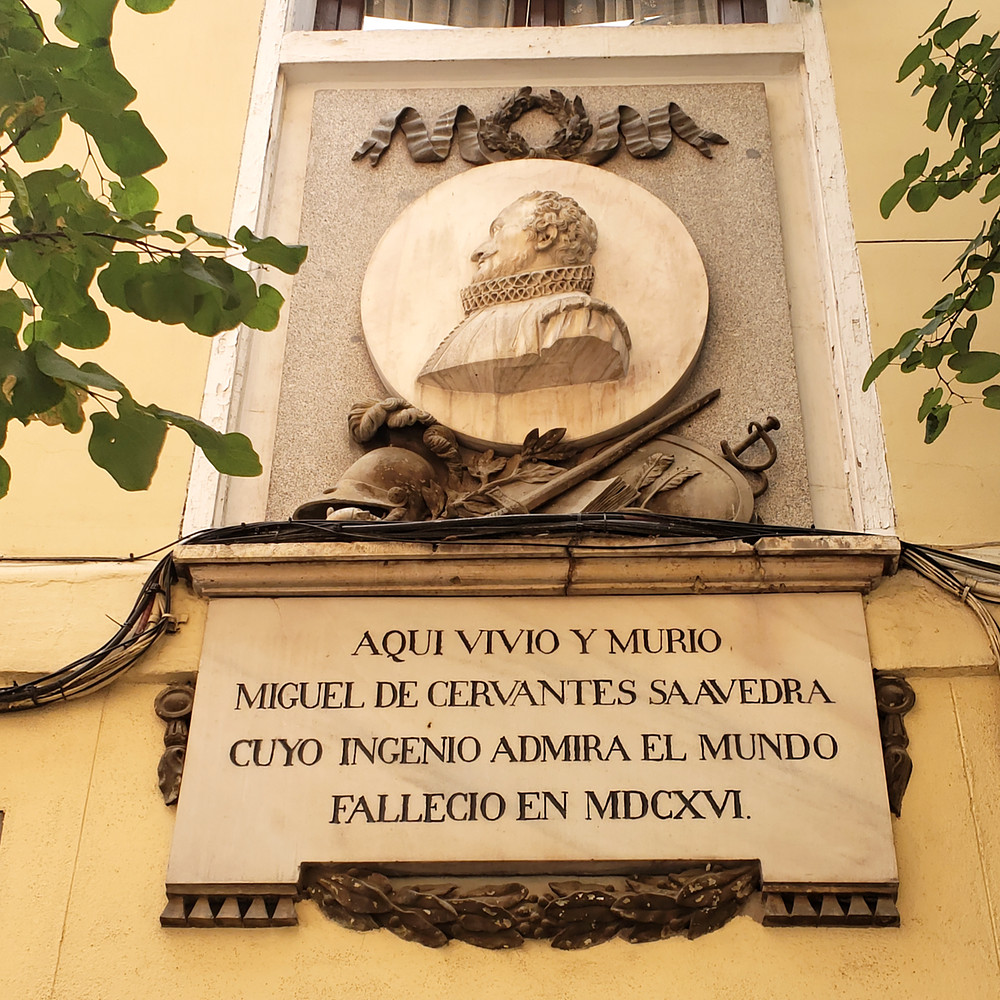 AQUI VIVIO Y MURIO
MIGUEL DE CERVANTES SAAVEDRA
CUYO INGENIO ADMIRA EL MUNDO
FALLECIO EN MDCXVI.